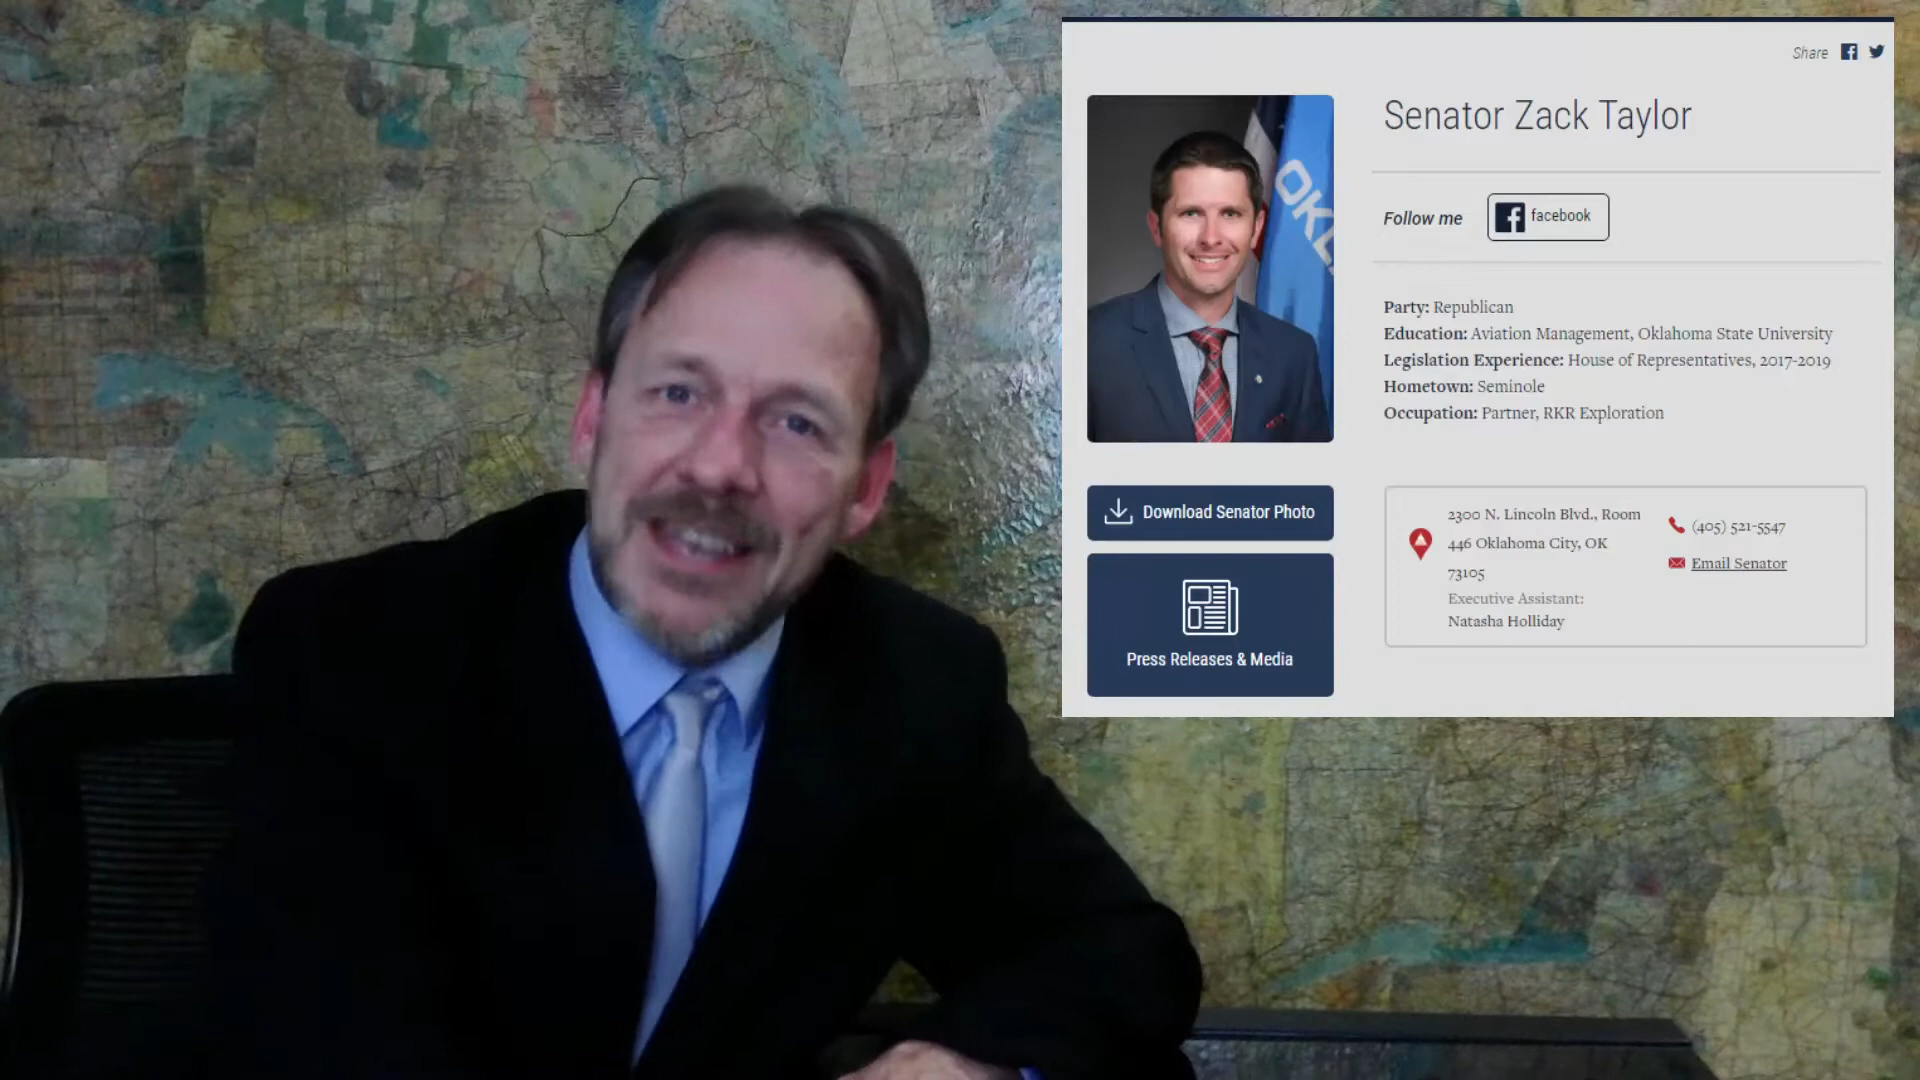 Share
Senator Zack Taylor
Follow me
facebook
Party: Republican
Education: Aviation Management, Oklahoma State University
Legislation Experience: House of Representatives, 2017-2019
Hometown: Seminole
Occupation: Partner, RKR Exploration
OKL
Download Senator Photo
Press Releases & Media
2300 N. Lincoln Blvd., Room
446 Oklahoma City, OK
73105
Executive Assistant:
Natasha Holliday
(405) 521-5547
Email Senator